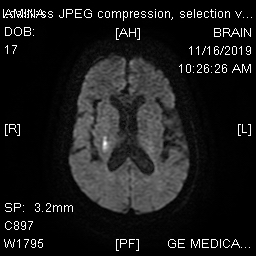 JPEG compression, selection v...
DOB:
BRAIN
17
[AH]
11/16/2019
10:26:26 AM
[R]
[L]
SP: 3.2mm
C897
W1795
[PF]
GE MEDICA...